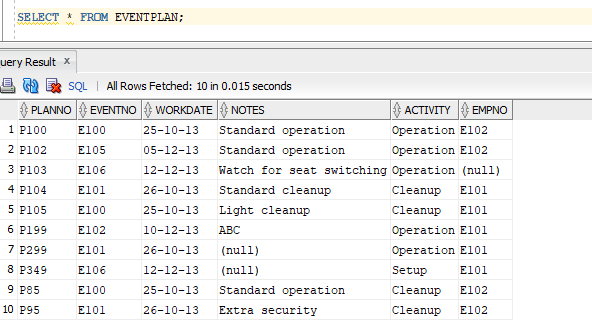 SELECT * FROM EVENTPLAN;
uery Result x
SQL | All Rows Fetched: 10 in 0.015 seconds
PLANNO EVENTNO WORKDATE NOTES ACTIVITY EMPNO
1 P100 E100 25-10-13 Standard operation Operation E102
2 P102 E105 05-12-13 Standard operation Operation E102
3 P103 E106 12-12-13 Watch for seat switching Operation (null)
4 P104 E101 26-10-13 Standard cleanup Cleanup E101
5 P105 E100 25-10-13 Light cleanup Cleanup E101
6 P199 E102 10-12-13 ABC Operation E101
7 P299 E101 26-10-13 (null) Operation E101
8 P349 E106 12-12-13 (null) Setup E101
9 P85 E100 25-10-13 Standard operation Cleanup E102
10 P95 E101 26-10-13 Extra security Cleanup E102